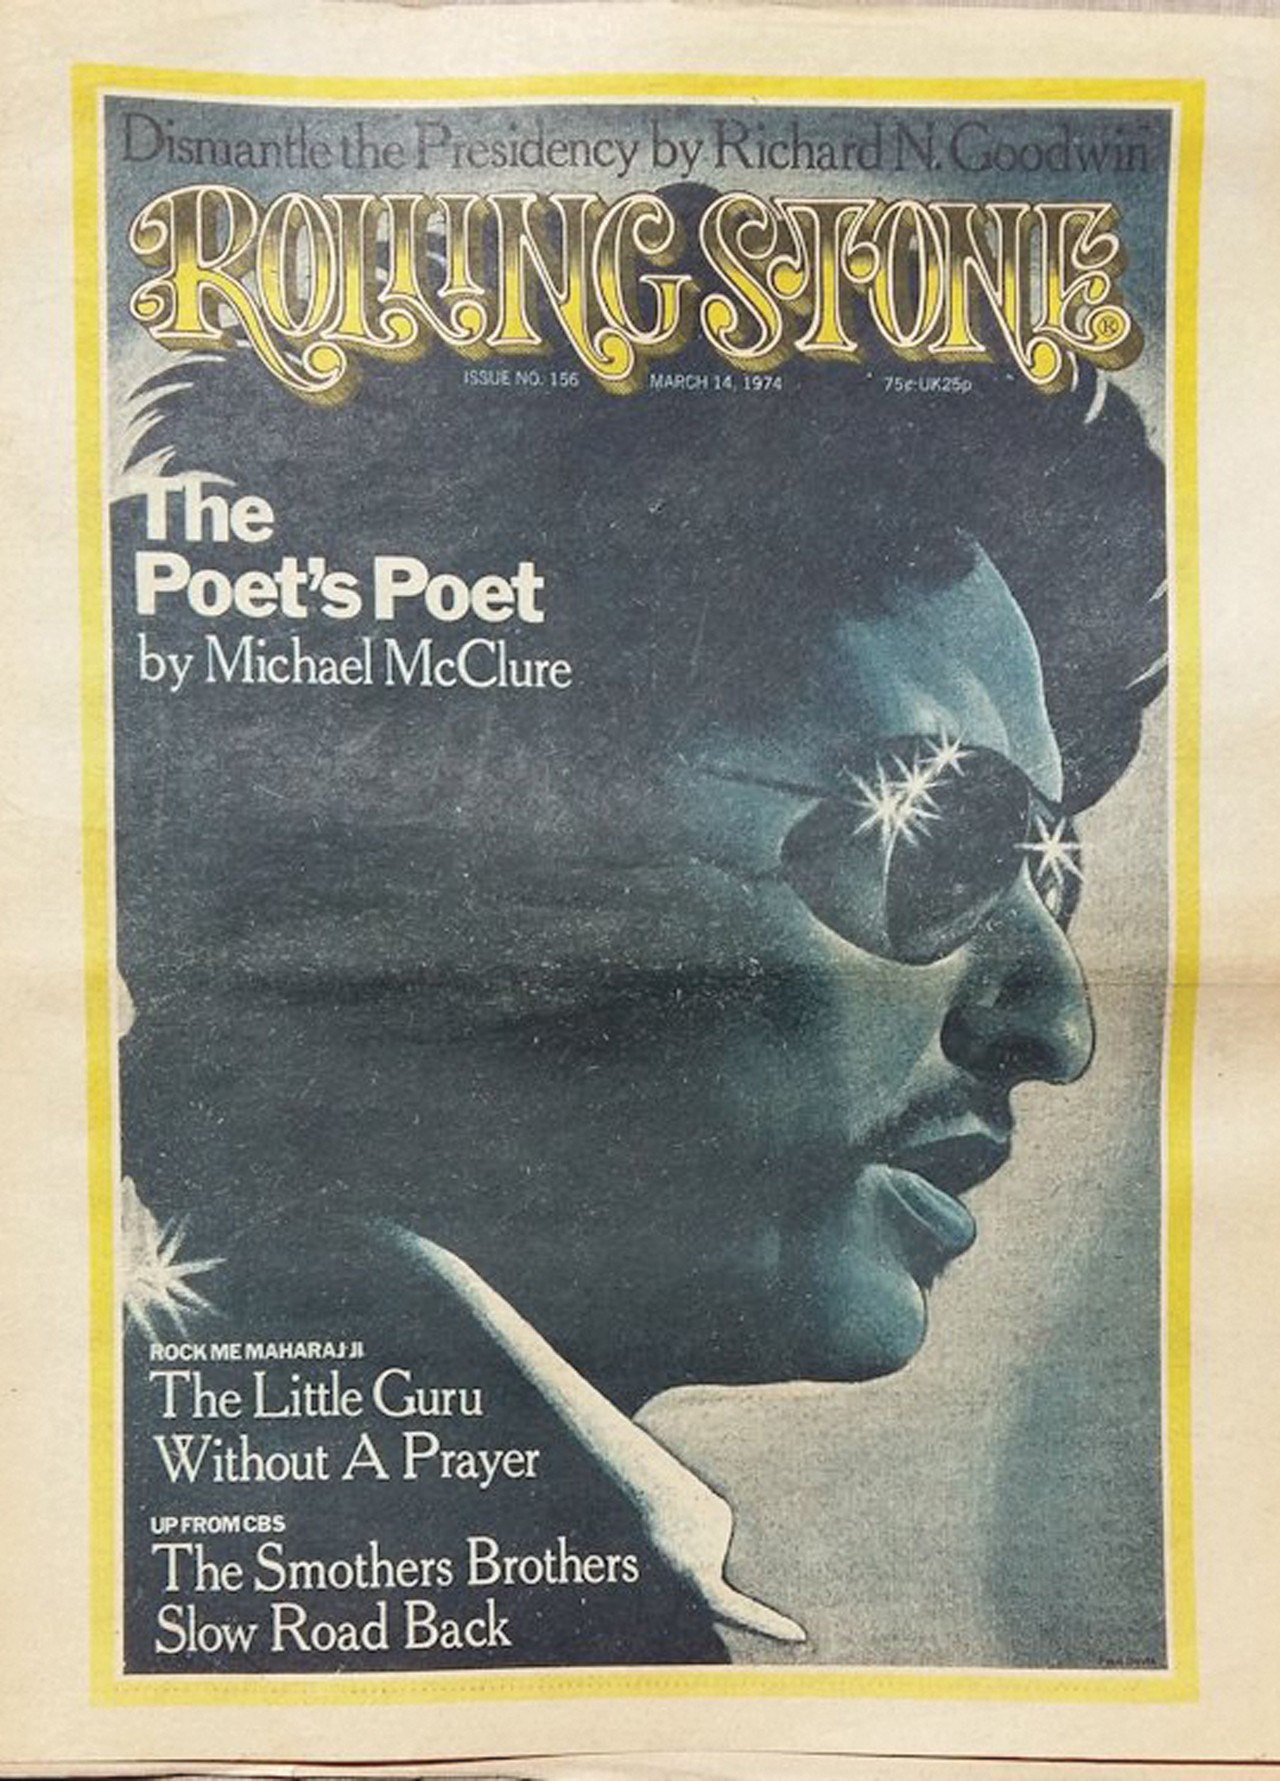 Dismantle the Presidency by Richard N. Goodwin
ROLLING STONE®
ISSUE NO. 156 MARCH 14, 1974 75¢ UK25p
The
Poet's Poet
by Michael McClure
ROCK ME MAHARAJ JI
The Little Guru
Without A Prayer
UP FROM CBS
The Smothers Brothers
Slow Road Back